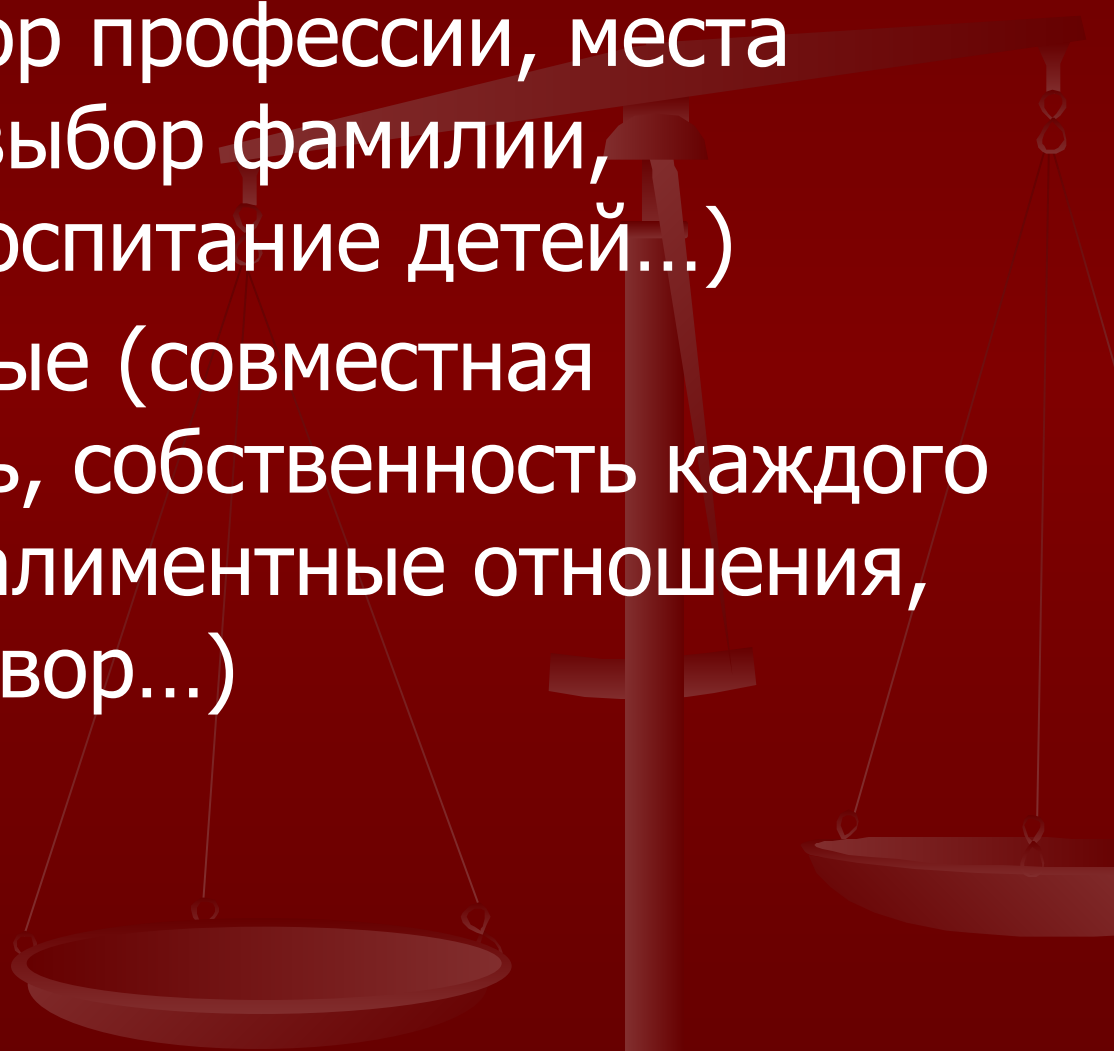 ор профессии, места
выбор фамилии,
оспитание детей…)
ые (совместная
ь, собственность каждого
алиментные отношения,
вор…)